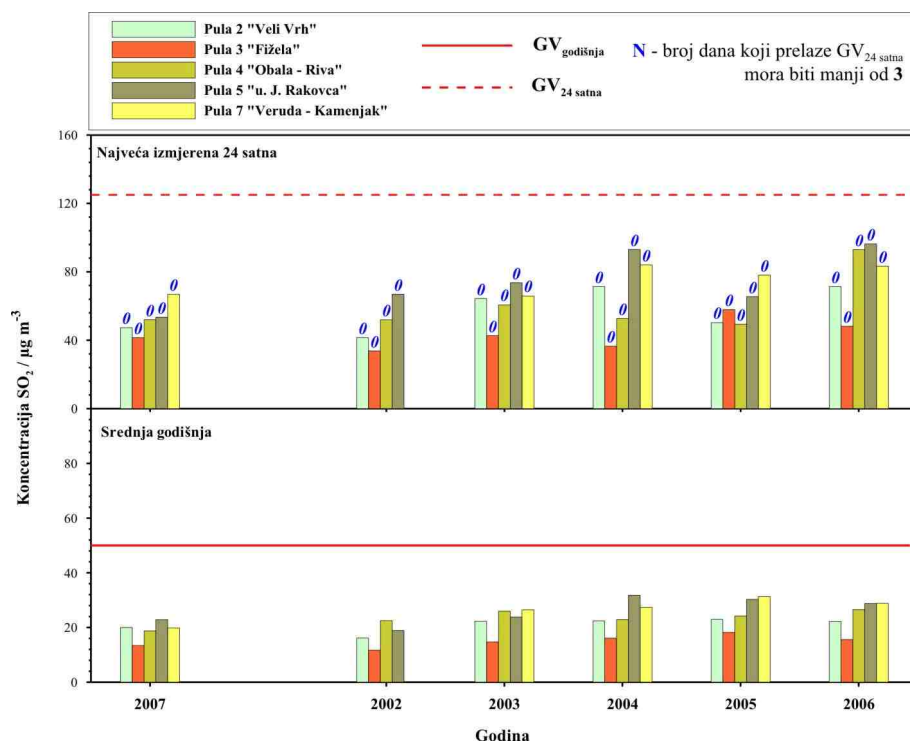 Pula 2 "Veli Vrh"
Pula 3 "Fižela"
Pula 4 "Obala - Riva"
Pula 5 "u. J. Rakovca"
Pula 7 "Veruda - Kamenjak"
GVgodišnja
GV24 satna
N - broj dana koji prelaze GV24 satna
mora biti manji od 3
Koncentracija SO2 / µg m-3
160
120
80
40
0
Najveća izmjerena 24 satna
0 0 0 0 0
0 0 0 0
0 0 0 0 0
0 0 0 0 0
0 0 0 0 0
0 0 0 0 0
Srednja godišnja
80
60
40
20
0
2007 2002 2003 2004 2005 2006
Godina